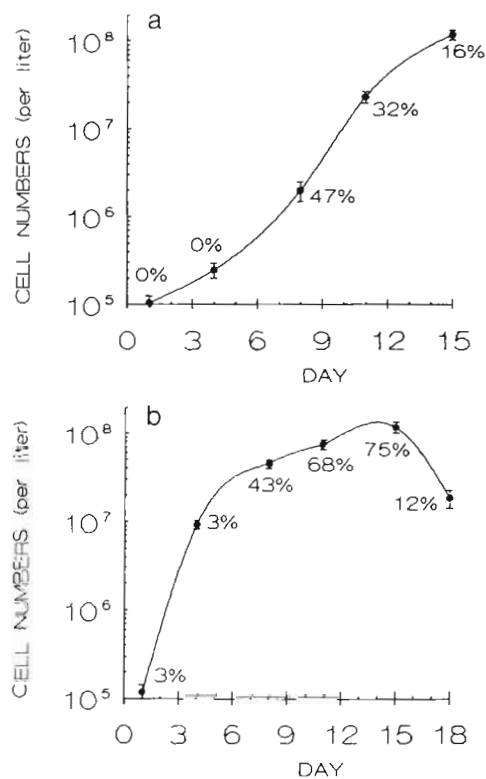 a
CELL NUMBERS (per liter)
10⁸
10⁷
10⁶
10⁵
16%
32%
47%
0%
0%
0 3 6 9 12 15
DAY
b
CELL NUMBERS (per liter)
10⁸
10⁷
10⁶
10⁵
75%
68%
43%
12%
3%
3%
0 3 6 9 12 15 18
DAY